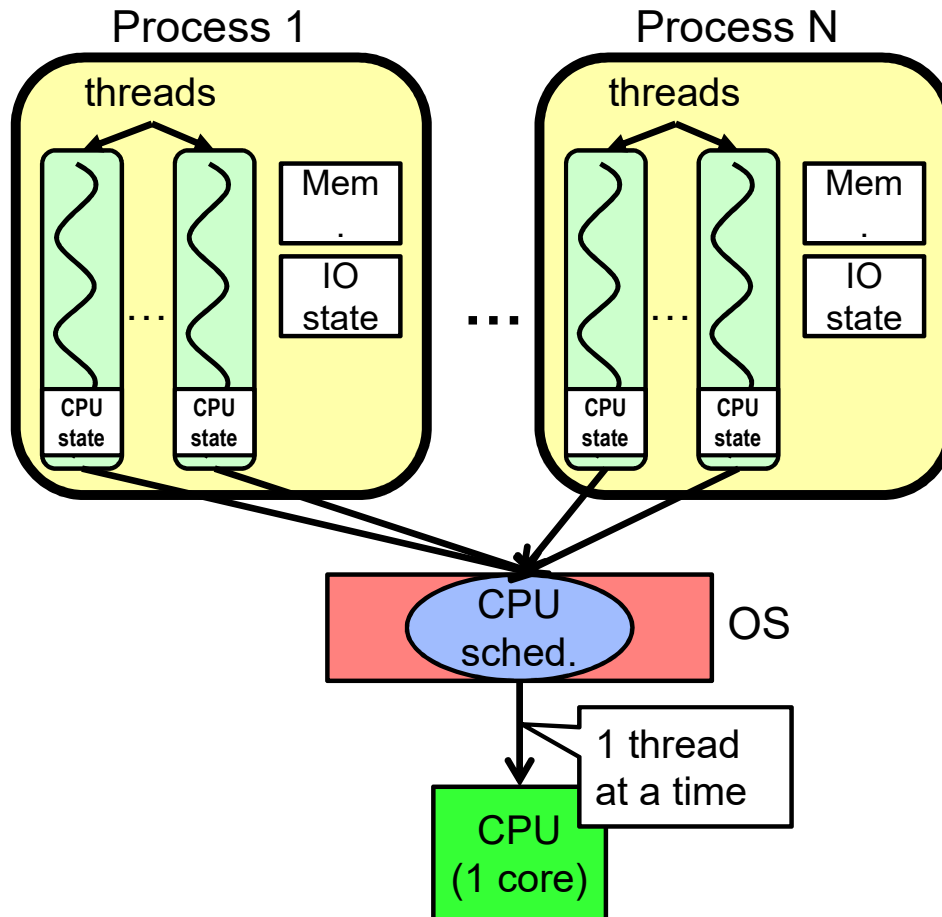 Process 1
Process N
threads
threads
Mem
.
IO
state
...
CPU
state
CPU
state
...
Mem
.
IO
state
...
CPU
state
CPU
state
CPU
sched.
OS
1 thread
at a time
CPU
(1 core)